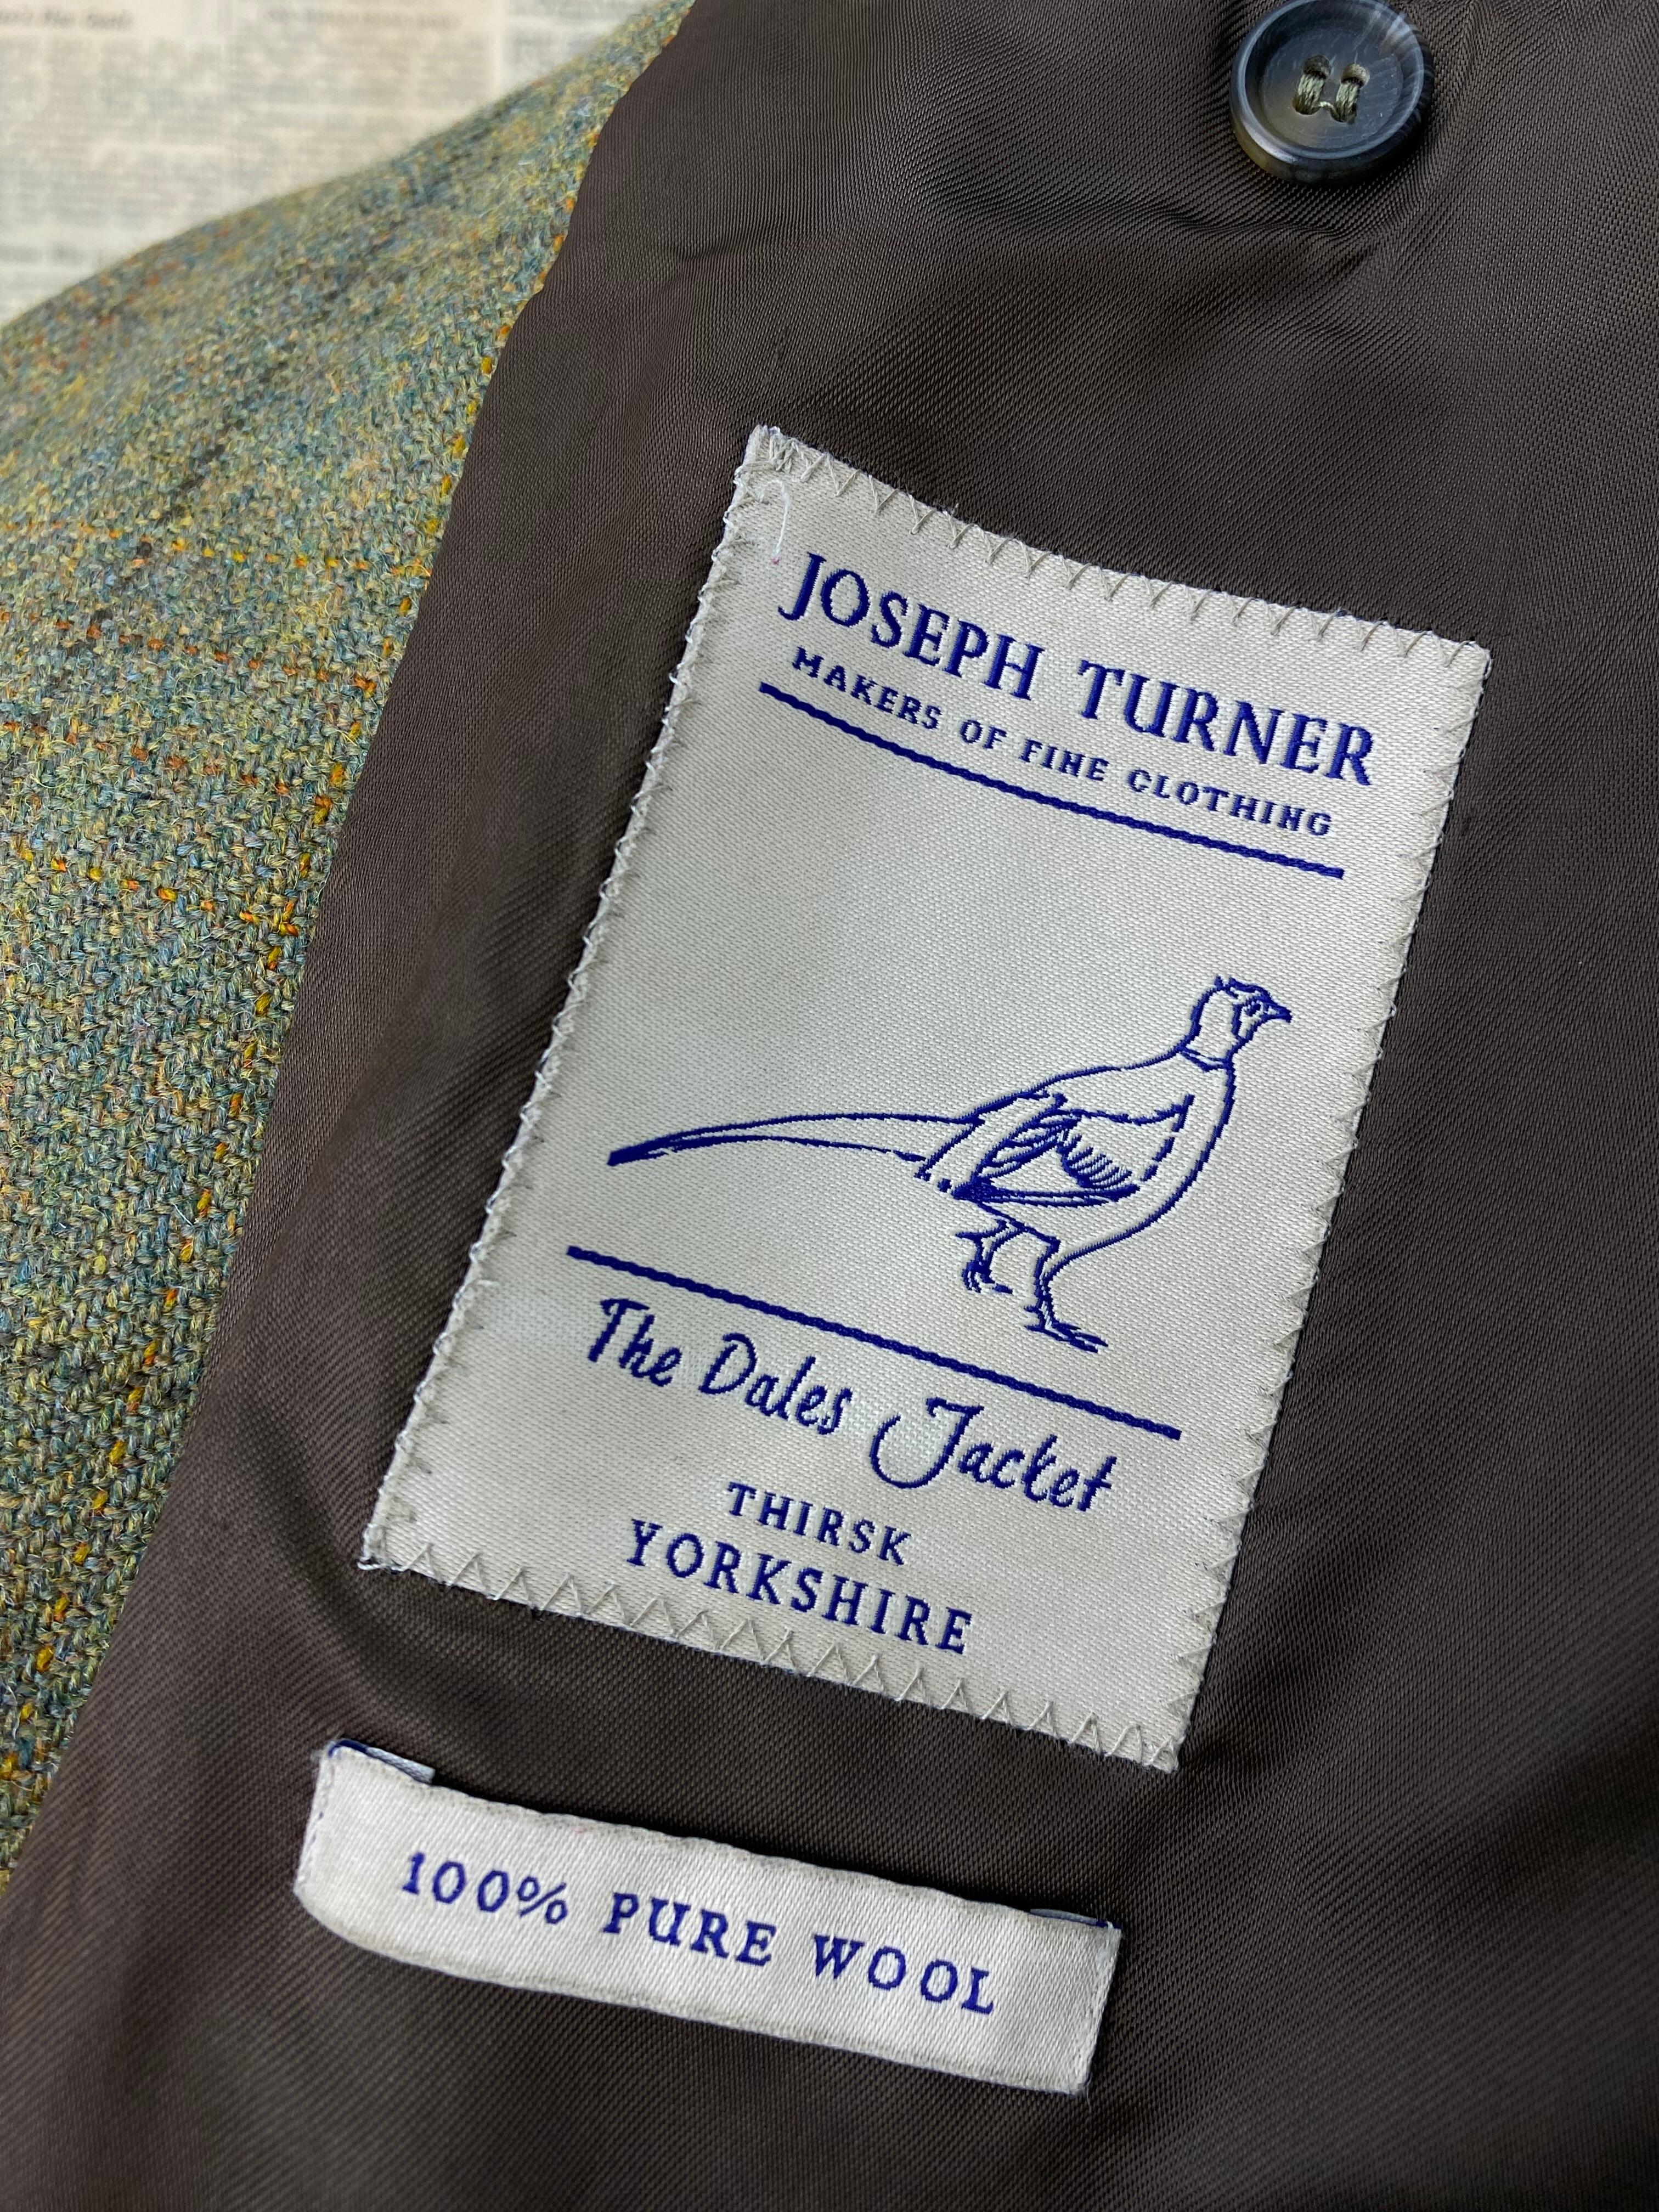 JOSEPH TURNER
MAKERS OF FINE CLOTHING
The Dales Jacket
THIRSK
YORKSHIRE
100% PURE WOOL